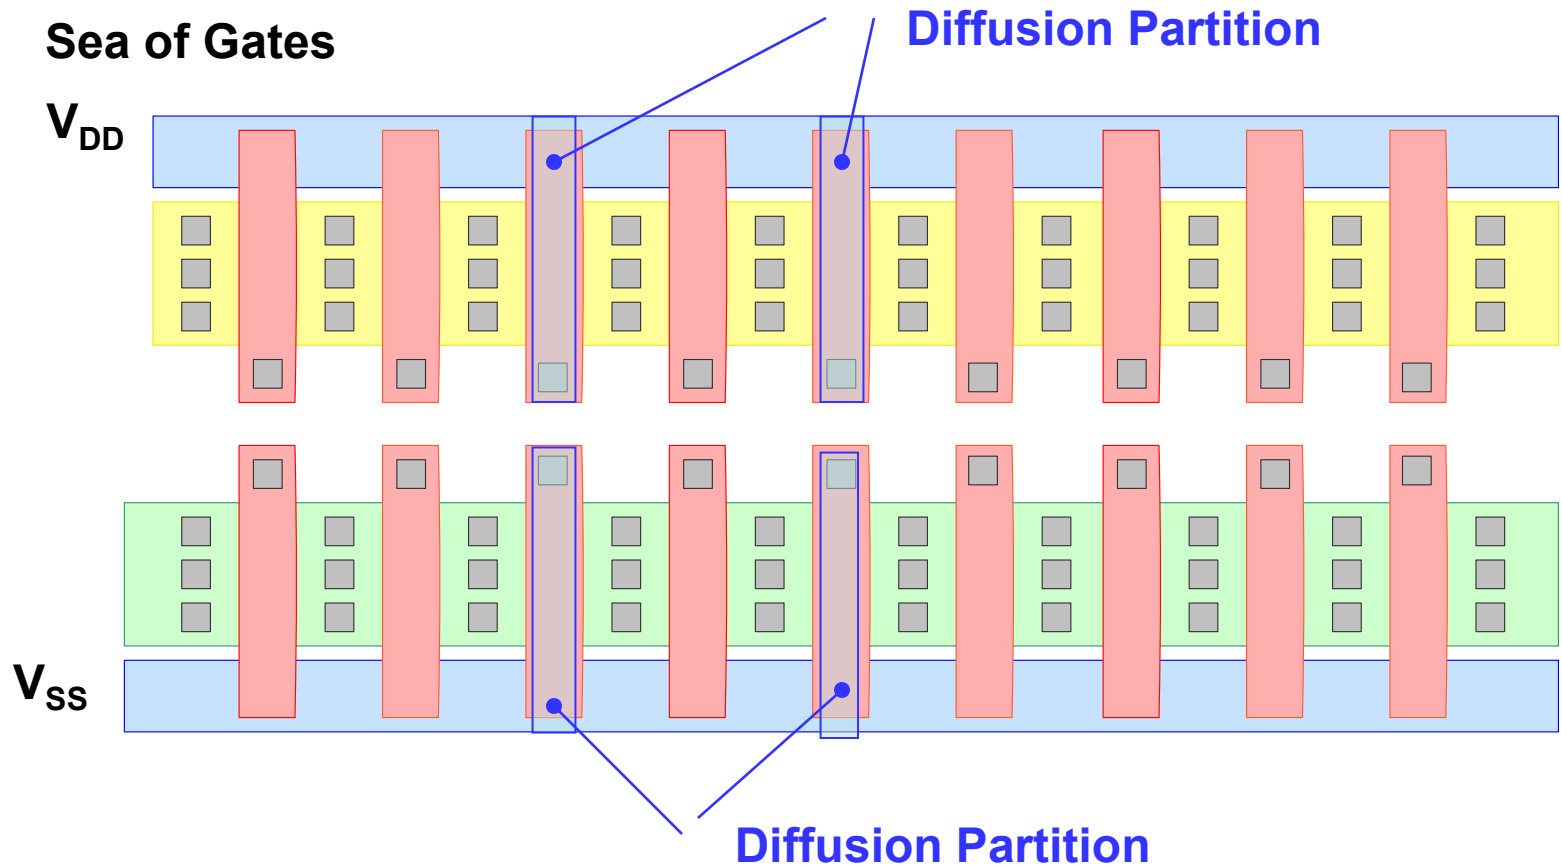 Sea of Gates
Diffusion Partition
VDD
VSS
Diffusion Partition